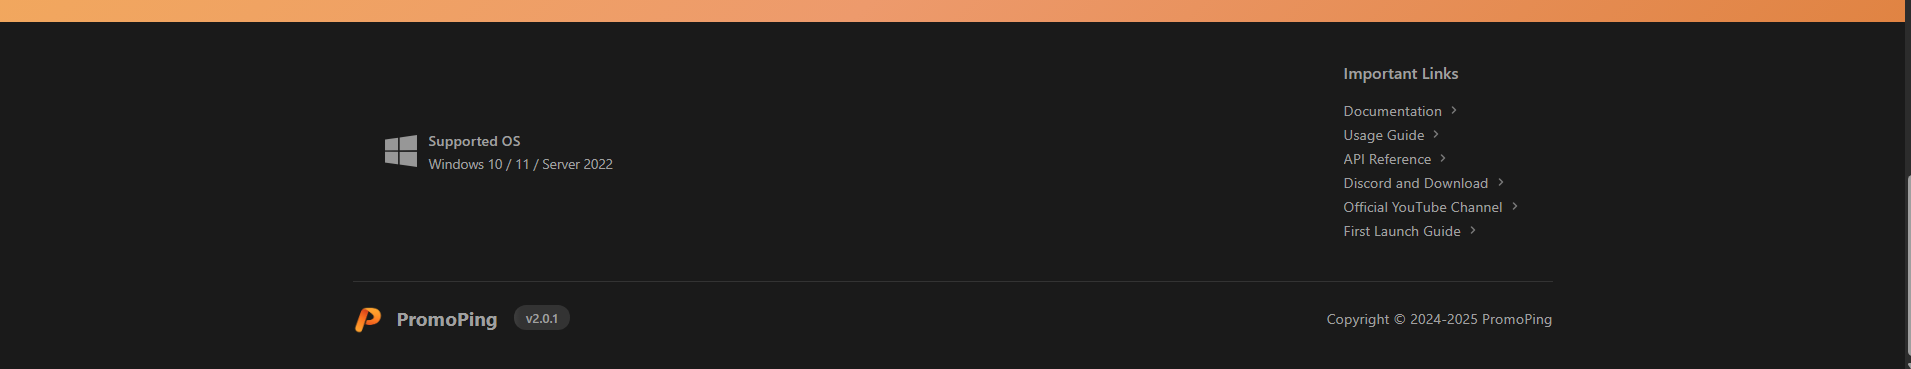 Supported OS
Windows 10 / 11 / Server 2022
Important Links
Documentation
Usage Guide
API Reference
Discord and Download
Official YouTube Channel
First Launch Guide
PromoPing
v2.0.1
Copyright © 2024-2025 PromoPing